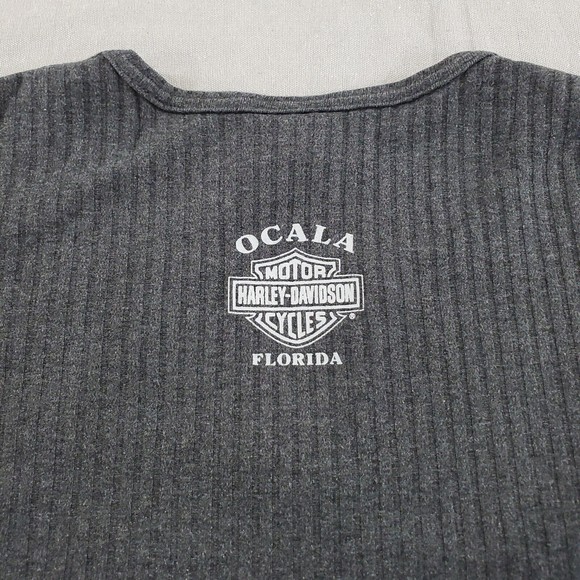 OCALA
MOTOR
HARLEY-DAVIDSON
CYCLES®
FLORIDA